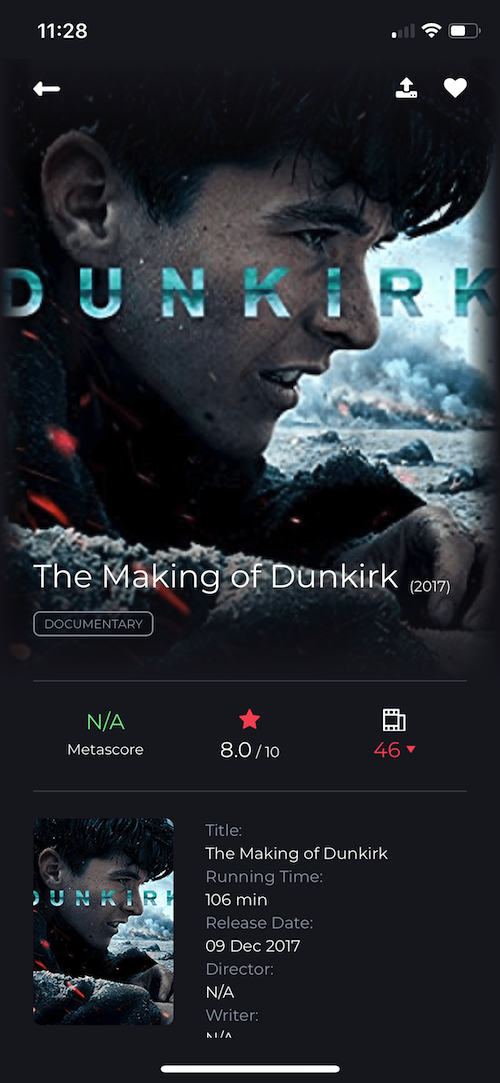 11:28
DUNKIRK
The Making of Dunkirk (2017)
DOCUMENTARY
N/A
Metascore
8.0 / 10
46
DUNKIRK
Title:
The Making of Dunkirk
Running Time:
106 min
Release Date:
09 Dec 2017
Director:
N/A
Writer:
N/A